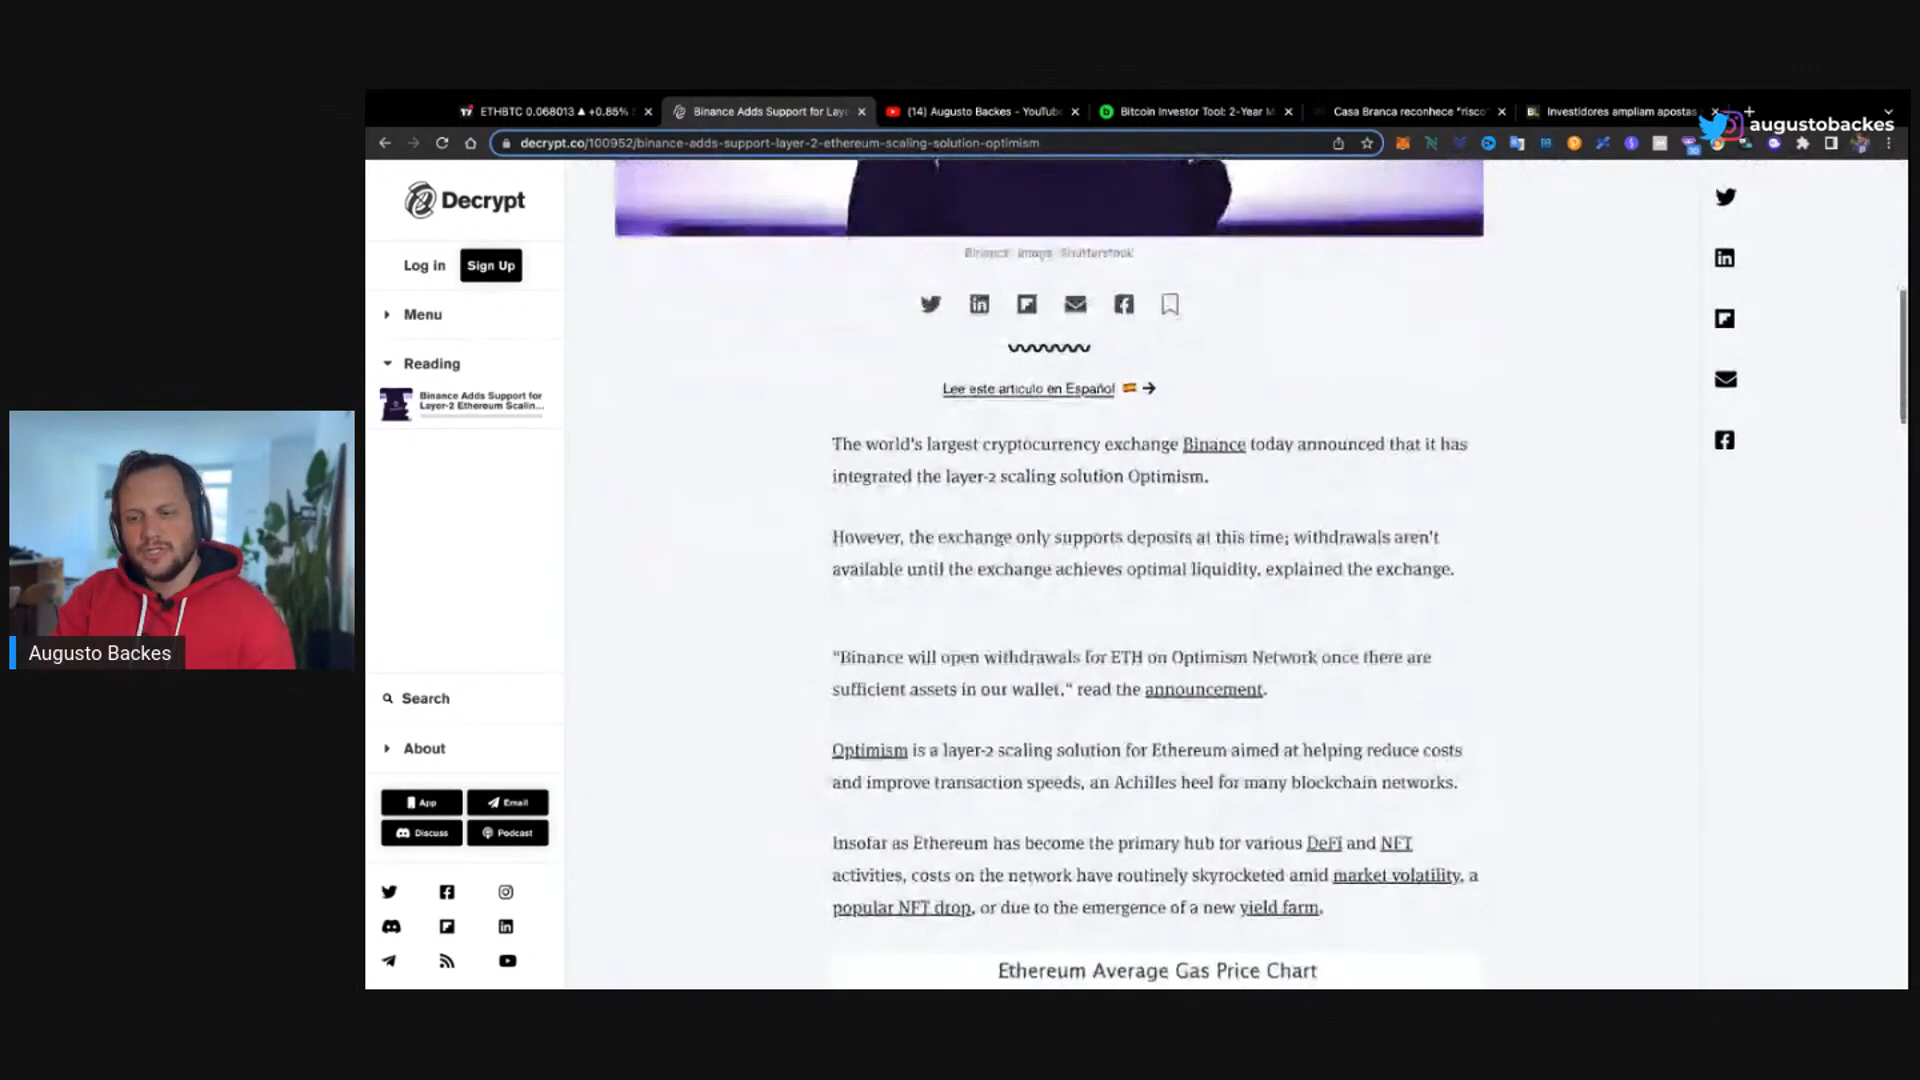 ETHBTC 0.068013 ▲ +0.85%
Binance Adds Support for Laye
(14) Augusto Backes - YouTube
Bitcoin Investor Tool: 2-Year M
Casa Branca reconhece "risco"
Investidores ampliam apostas
augustobackes
decrypt.co/100952/binance-adds-support-layer-2-ethereum-scaling-solution-optimism
Decrypt
Log in
Sign Up
Menu
Reading
Binance Adds Support for
Layer-2 Ethereum Scalin...
Search
About
App
Email
Discuss
Podcast
Binance Image Shutterstock
Lee este artículo en Español
The world's largest cryptocurrency exchange Binance today announced that it has
integrated the layer-2 scaling solution Optimism.
However, the exchange only supports deposits at this time; withdrawals aren't
available until the exchange achieves optimal liquidity, explained the exchange.
"Binance will open withdrawals for ETH on Optimism Network once there are
sufficient assets in our wallet," read the announcement.
Optimism is a layer-2 scaling solution for Ethereum aimed at helping reduce costs
and improve transaction speeds, an Achilles heel for many blockchain networks.
Insofar as Ethereum has become the primary hub for various DeFi and NFT
activities, costs on the network have routinely skyrocketed amid market volatility, a
popular NFT drop, or due to the emergence of a new yield farm.
Ethereum Average Gas Price Chart
Augusto Backes